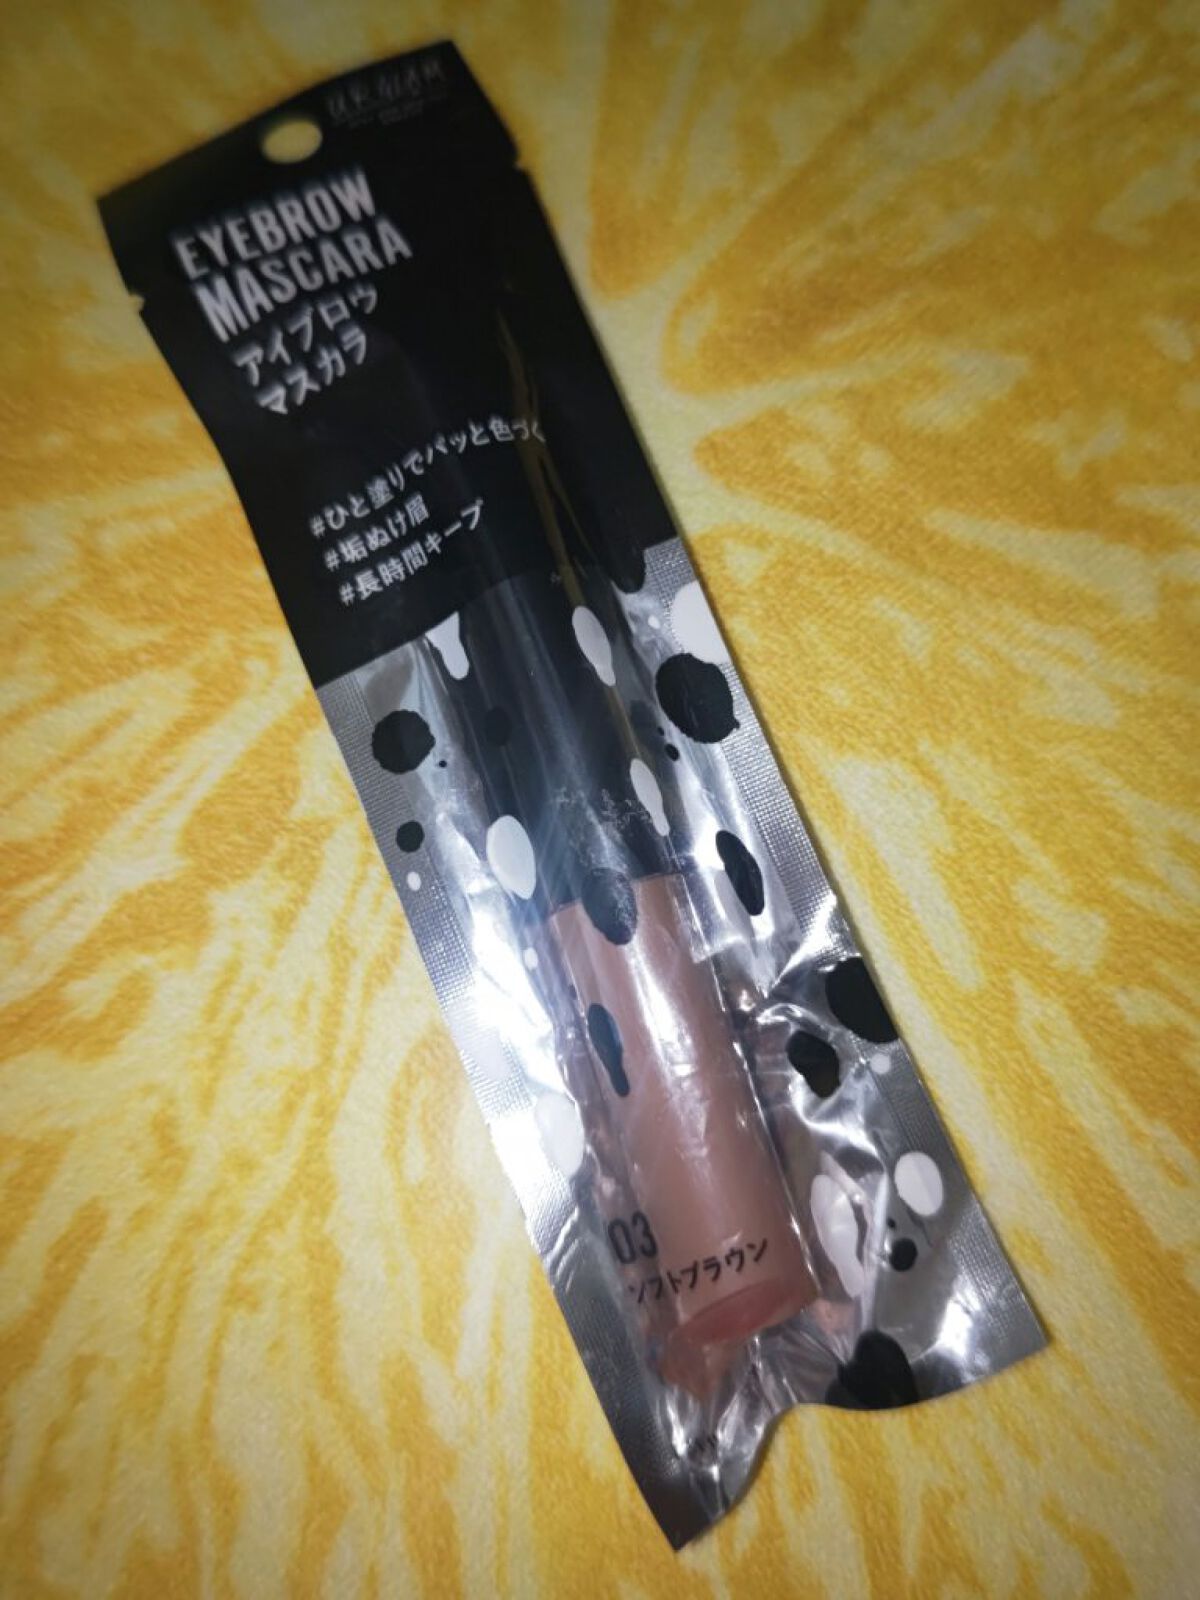 UR GLAM
EYEBROW
MASCARA
アイブロウ
マスカラ
#ひと塗りでパッと色づく
#垢ぬけ眉
#長時間キープ
03
ソフトブラウン